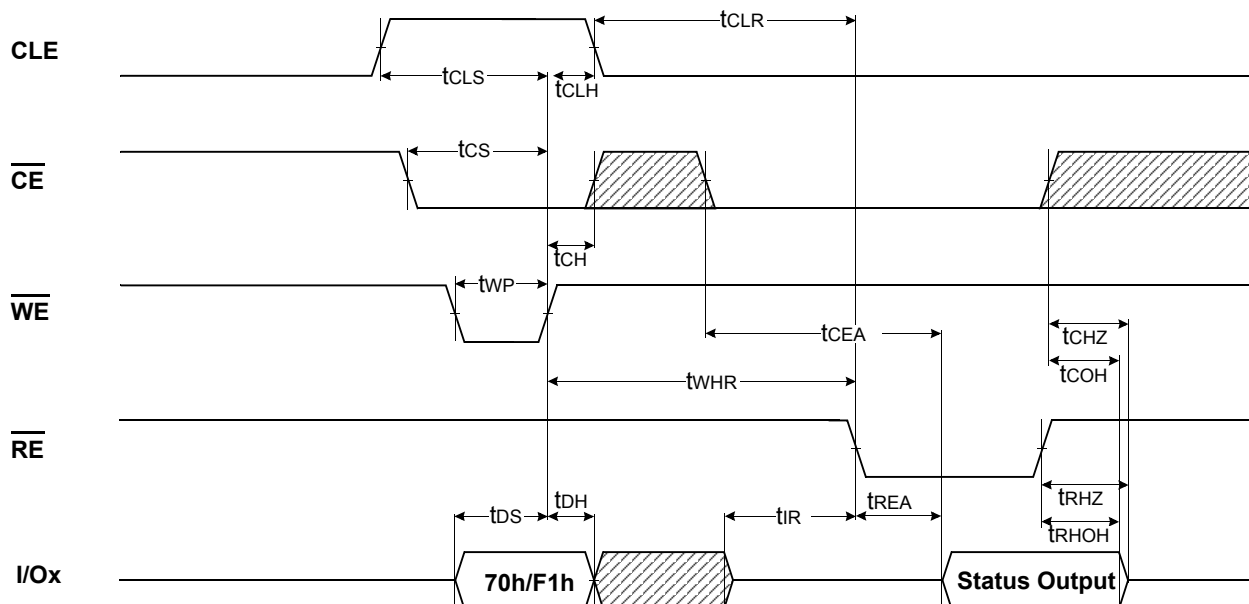 tCLR
CLE
tCLS
tCLH
CE
tCS
tCH
WE
tWP
tCEA
tCHZ
tCOH
tWHR
RE
tDH
tDS
tIR
tREA
tRHZ
tRHOH
I/Ox
70h/F1h
Status Output